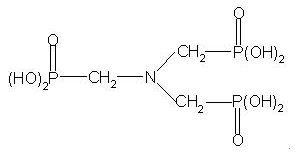 O
O
CH₂—P(OH)₂
(HO)₂P—CH₂—N
CH₂—P(OH)₂
O